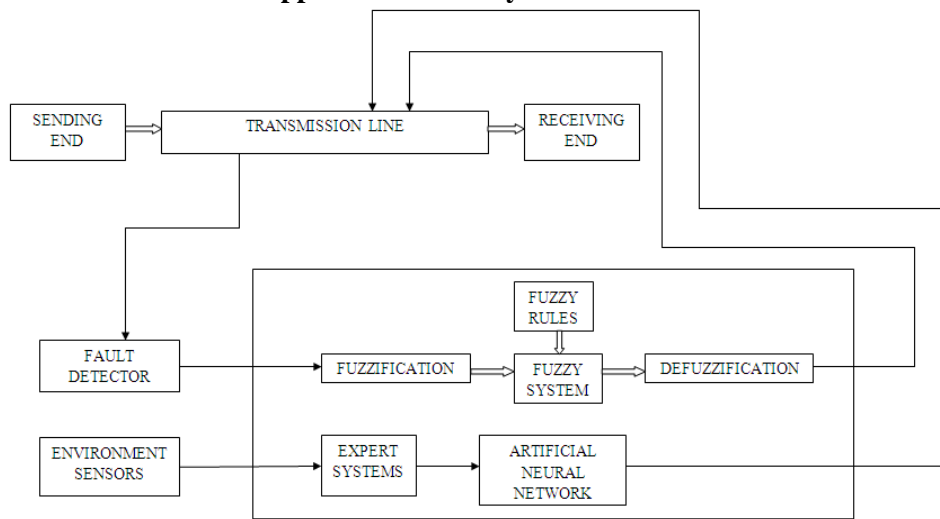 SENDING
END
TRANSMISSION LINE
RECEIVING
END
FUZZY
RULES
FAULT
DETECTOR
FUZZIFICATION
FUZZY
SYSTEM
DEFUZZIFICATION
ENVIRONMENT
SENSORS
EXPERT
SYSTEMS
ARTIFICIAL
NEURAL
NETWORK